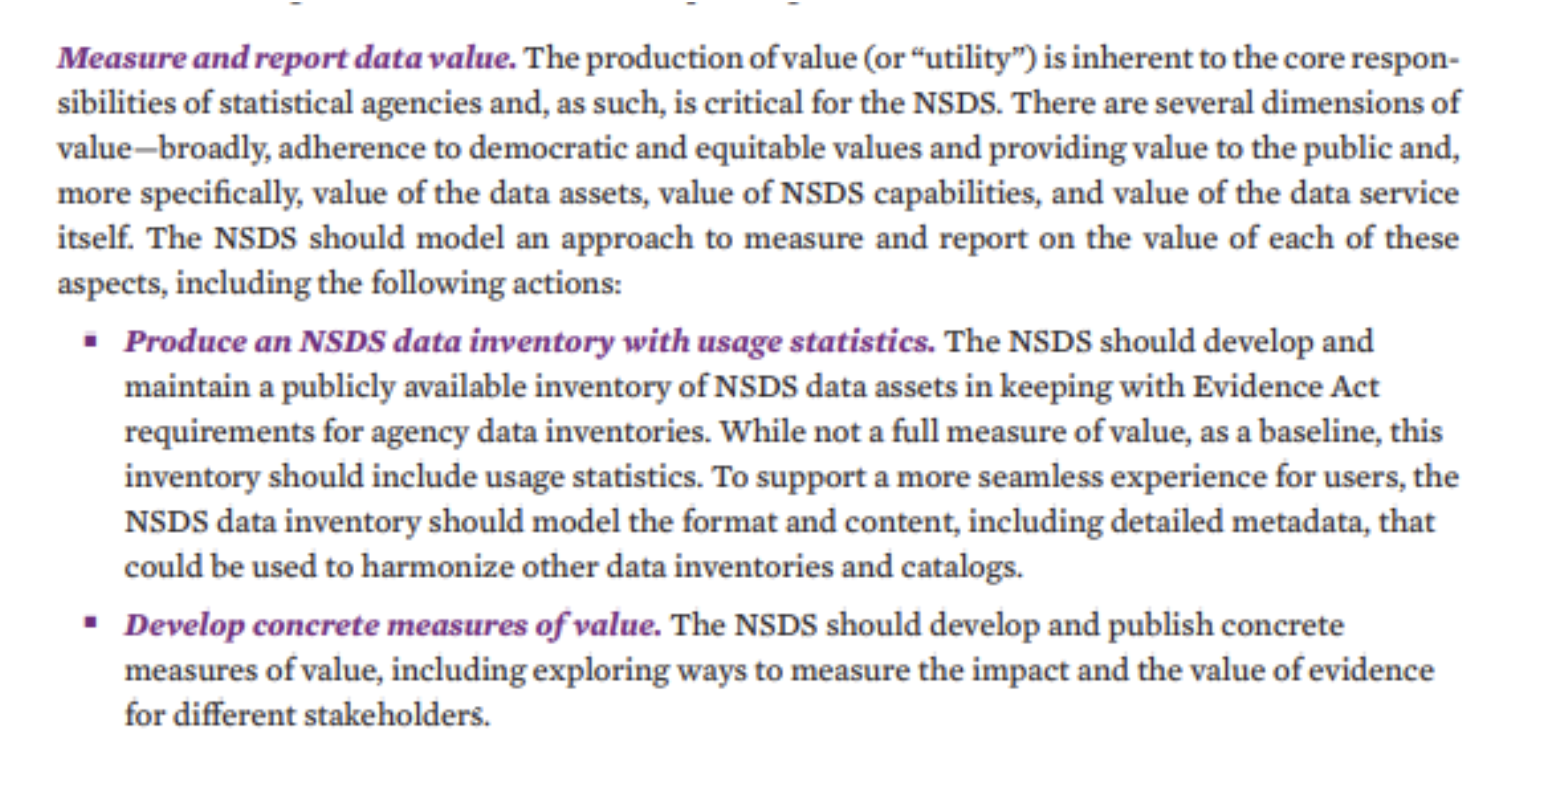 Measure and report data value. The production of value (or “utility”) is inherent to the core respon-
sibilities of statistical agencies and, as such, is critical for the NSDS. There are several dimensions of
value—broadly, adherence to democratic and equitable values and providing value to the public and,
more specifically, value of the data assets, value of NSDS capabilities, and value of the data service
itself. The NSDS should model an approach to measure and report on the value of each of these
aspects, including the following actions:
▪ Produce an NSDS data inventory with usage statistics. The NSDS should develop and
maintain a publicly available inventory of NSDS data assets in keeping with Evidence Act
requirements for agency data inventories. While not a full measure of value, as a baseline, this
inventory should include usage statistics. To support a more seamless experience for users, the
NSDS data inventory should model the format and content, including detailed metadata, that
could be used to harmonize other data inventories and catalogs.
▪ Develop concrete measures of value. The NSDS should develop and publish concrete
measures of value, including exploring ways to measure the impact and the value of evidence
for different stakeholders.